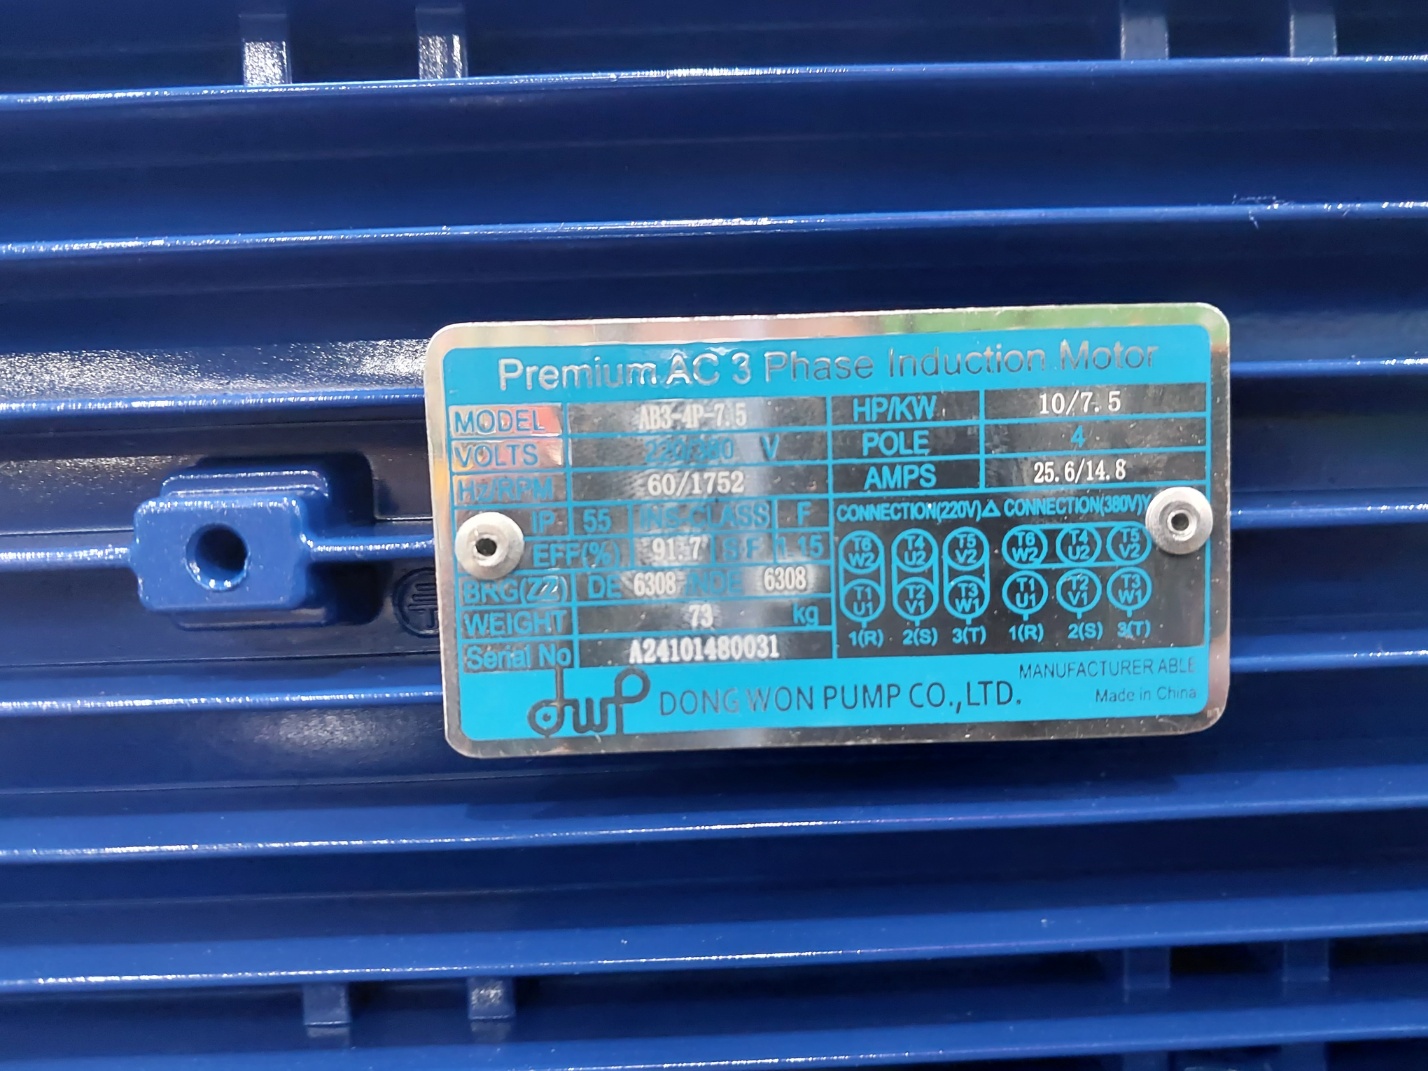 Premium AC 3 Phase Induction Motor
MODEL AB3-4P-7.5 HP/KW 10/7.5
VOLTS 220/380 V POLE 4
Hz/RPM 60/1752 AMPS 25.6/14.8
IP 55 INS-CLASS F CONNECTION(220V)△ CONNECTION(380V)Y
EFF(%) 91.7 SF 1.15
T6 W2 T4 U2 T5 V2 T6 W2 T4 U2 T5 V2
BRG(ZZ) DE 6308 NDE 6308
T1 U1 T2 V1 T3 W1 T1 U1 T2 V1 T3 W1
WEIGHT 73 kg
1(R) 2(S) 3(T) 1(R) 2(S) 3(T)
Serial No A24101480031
dwp DONG WON PUMP CO.,LTD.
MANUFACTURER ABLE
Made in China